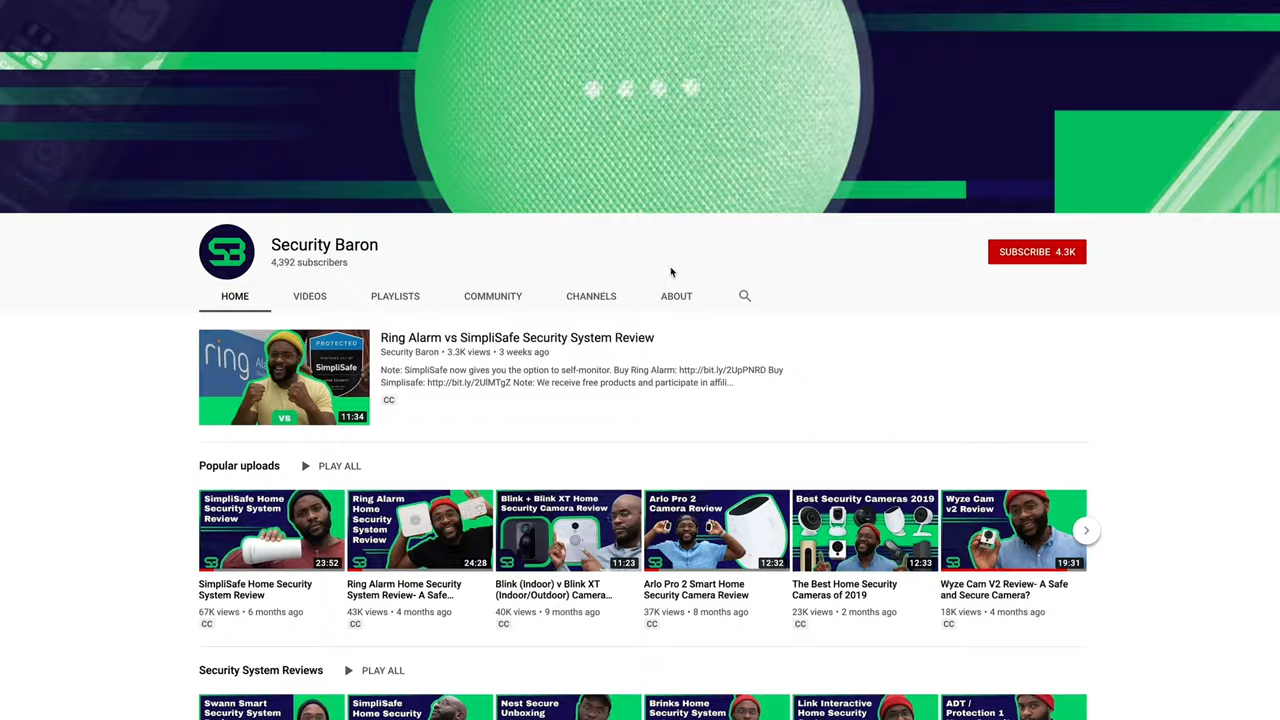 Security Baron
4,392 subscribers
SUBSCRIBE 4.3K
HOME
VIDEOS
PLAYLISTS
COMMUNITY
CHANNELS
ABOUT
ring
PROTECTED
SimpliSafe
VS
11:34
Ring Alarm vs SimpliSafe Security System Review
Security Baron • 3.3K views • 3 weeks ago
Note: SimpliSafe now gives you the option to self-monitor. Buy Ring Alarm: http://bit.ly/2UpPNRD Buy
Simplisafe: http://bit.ly/2UlMTgZ Note: We receive free products and participate in affili...
CC
Popular uploads
PLAY ALL
SimpliSafe Home
Security System
Review
23:52
SimpliSafe Home Security
System Review
67K views • 6 months ago
CC
Ring Alarm
Home
Security
System
Review
24:28
Ring Alarm Home Security
System Review- A Safe...
43K views • 4 months ago
CC
Blink + Blink XT Home
Security Camera Review
11:23
Blink (Indoor) v Blink XT
(Indoor/Outdoor) Camera...
40K views • 9 months ago
CC
Arlo Pro 2
Camera Review
12:32
Arlo Pro 2 Smart Home
Security Camera Review
37K views • 8 months ago
CC
Best Security Cameras 2019
12:33
The Best Home Security
Cameras of 2019
23K views • 2 months ago
CC
Wyze Cam
v2 Review
19:31
Wyze Cam V2 Review- A Safe
and Secure Camera?
18K views • 4 months ago
CC
Security System Reviews
PLAY ALL
Swann Smart
Security System
SimpliSafe
Home Security
Nest Secure
Unboxing
Brinks Home
Security System
Link Interactive
Home Security
ADT /
Protection 1